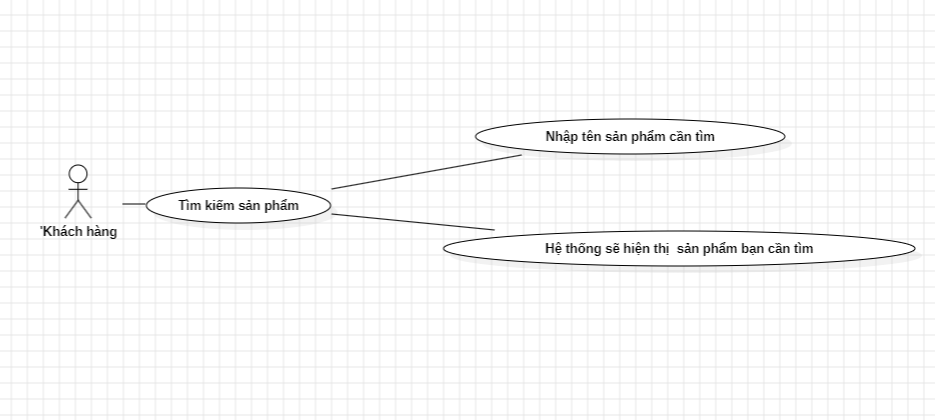 Nhập tên sản phẩm cần tìm
Tìm kiếm sản phẩm
'Khách hàng
Hệ thống sẽ hiện thị sản phẩm bạn cần tìm